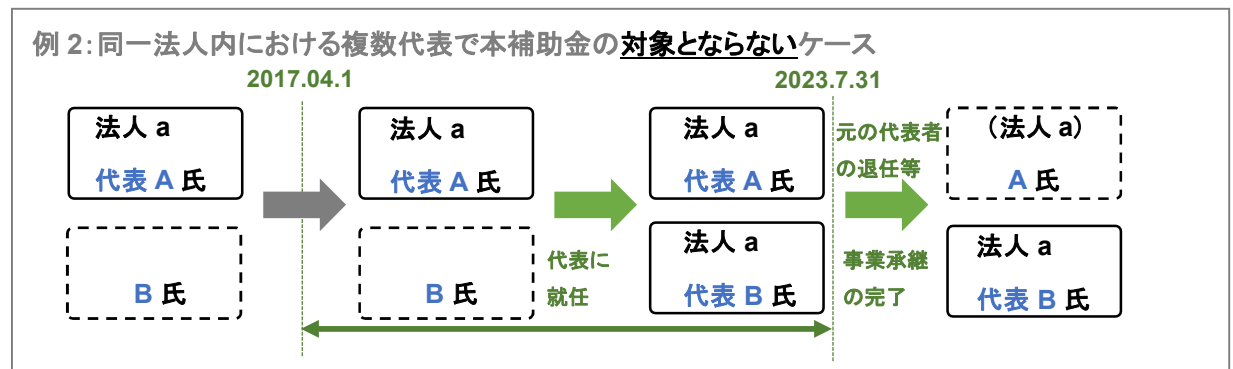 例 2：同一法人内における複数代表で本補助金の対象とならないケース
2017.04.1
2023.7.31
法人 a
代表 A 氏
B 氏
法人 a
代表 A 氏
B 氏
代表に
就任
法人 a
代表 A 氏
法人 a
代表 B 氏
元の代表者
の退任等
事業承継
の完了
（法人 a）
A 氏
法人 a
代表 B 氏